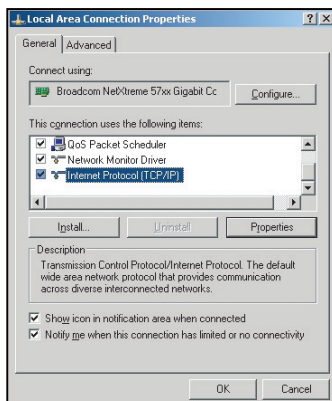 Local Area Connection Properties
General Advanced
Connect using:
Broadcom NetXtreme 57xx Gigabit Cc
Configure...
This connection uses the following items:
QoS Packet Scheduler
Network Monitor Driver
Internet Protocol (TCP/IP)
Install... Uninstall Properties
Description
Transmission Control Protocol/Internet Protocol. The default
wide area network protocol that provides communication
across diverse interconnected networks.
Show icon in notification area when connected
Notify me when this connection has limited or no connectivity
OK Cancel